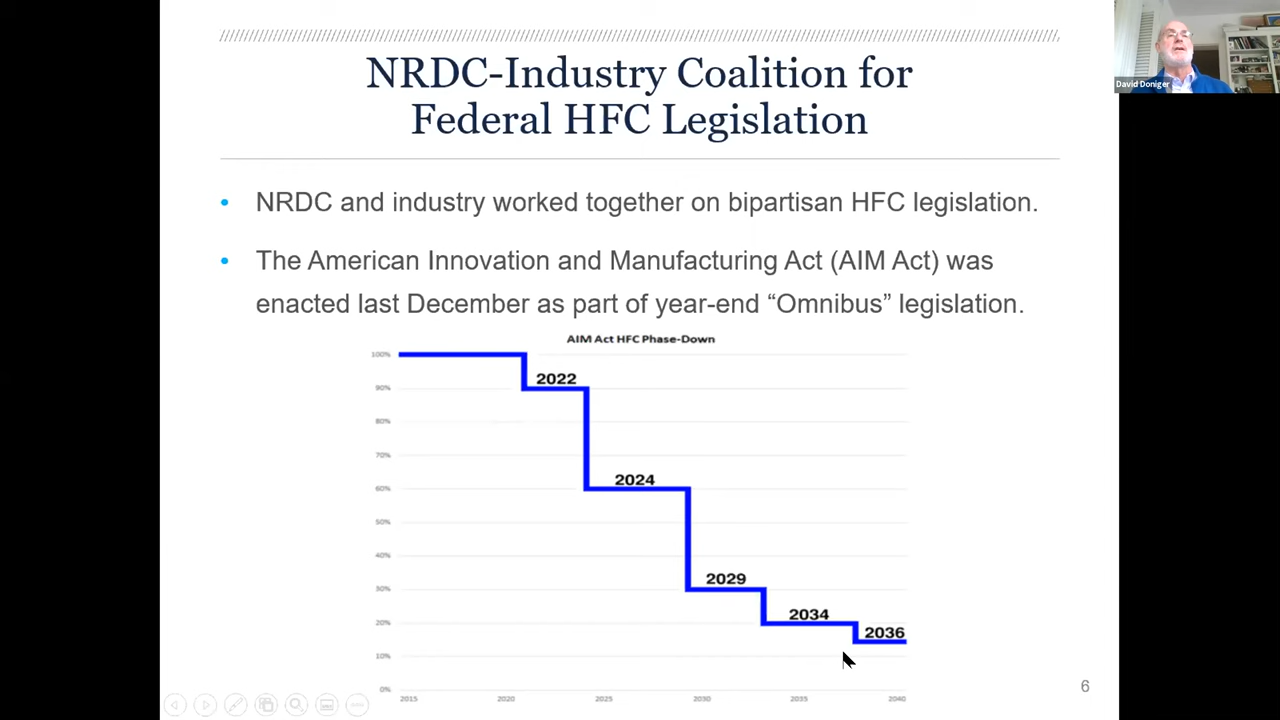 NRDC-Industry Coalition for
Federal HFC Legislation
David Doniger
• NRDC and industry worked together on bipartisan HFC legislation.
• The American Innovation and Manufacturing Act (AIM Act) was
enacted last December as part of year-end “Omnibus” legislation.
AIM Act HFC Phase-Down
100%
90%
80%
70%
60%
50%
40%
30%
20%
10%
0%
2022
2024
2029
2034
2036
2015 2020 2025 2030 2035 2040
6